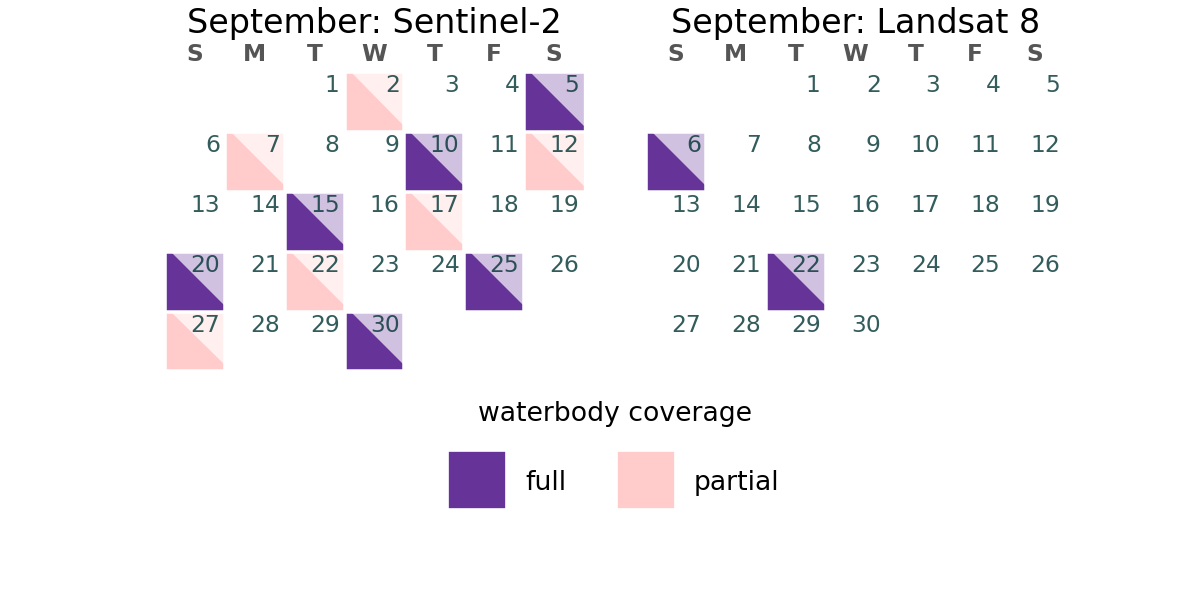 September: Sentinel-2
S M T W T F S
1 2 3 4 5
6 7 8 9 10 11 12
13 14 15 16 17 18 19
20 21 22 23 24 25 26
27 28 29 30
September: Landsat 8
S M T W T F S
1 2 3 4 5
6 7 8 9 10 11 12
13 14 15 16 17 18 19
20 21 22 23 24 25 26
27 28 29 30
waterbody coverage
full
partial